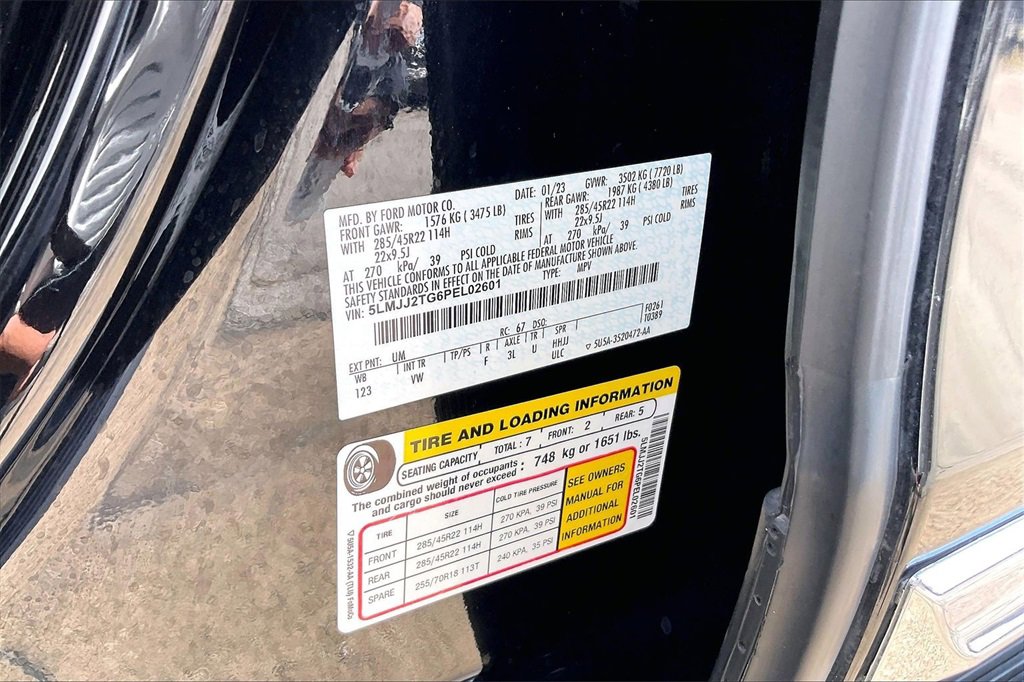 MFD. BY FORD MOTOR CO.
DATE: 01/23 GVWR: 3502 KG (7720 LB)
FRONT GAWR: 1576 KG (3475 LB) REAR GAWR: 1987 KG (4380 LB)
WITH 285/45R22 114H TIRES WITH 285/45R22 114H TIRES
22x9.5J RIMS 22x9.5J RIMS
AT 270 kPa/ 39 PSI COLD AT 270 kPa/ 39 PSI COLD
THIS VEHICLE CONFORMS TO ALL APPLICABLE FEDERAL MOTOR VEHICLE
SAFETY STANDARDS IN EFFECT ON THE DATE OF MANUFACTURE SHOWN ABOVE.
VIN: 5LMJJ2TG6PEL02601 TYPE: MPV
F0261
T0389
EXT PNT: UM RC: 67 DSO:
WB INT TR TP/PS R AXLE TR SPR
123 VW F 3L U HHJJ
ULC
▽ 5U5A-3520472-AA
TIRE AND LOADING INFORMATION
SEATING CAPACITY TOTAL: 7 FRONT: 2 REAR: 5
The combined weight of occupants
and cargo should never exceed : 748 kg or 1651 lbs.
TIRE SIZE COLD TIRE PRESSURE
FRONT 285/45R22 114H 270 KPA, 39 PSI
REAR 285/45R22 114H 270 KPA, 39 PSI
SPARE 255/70R18 113T 240 KPA, 35 PSI
SEE OWNERS
MANUAL FOR
ADDITIONAL
INFORMATION
5LMJJ2TG6PEL02601